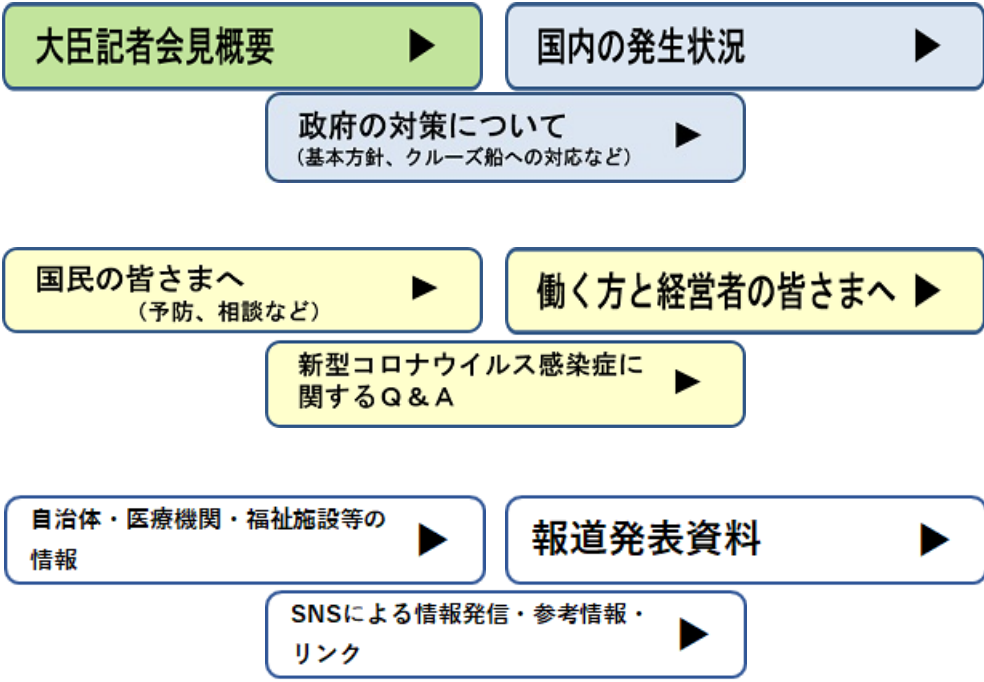 大臣記者会見概要 ▶
国内の発生状況 ▶
政府の対策について ▶
(基本方針、クルーズ船への対応など)
国民の皆さまへ ▶
(予防、相談など)
働く方と経営者の皆さまへ ▶
新型コロナウイルス感染症に ▶
関するQ&A
自治体・医療機関・福祉施設等の ▶
情報
報道発表資料 ▶
SNSによる情報発信・参考情報・ ▶
リンク